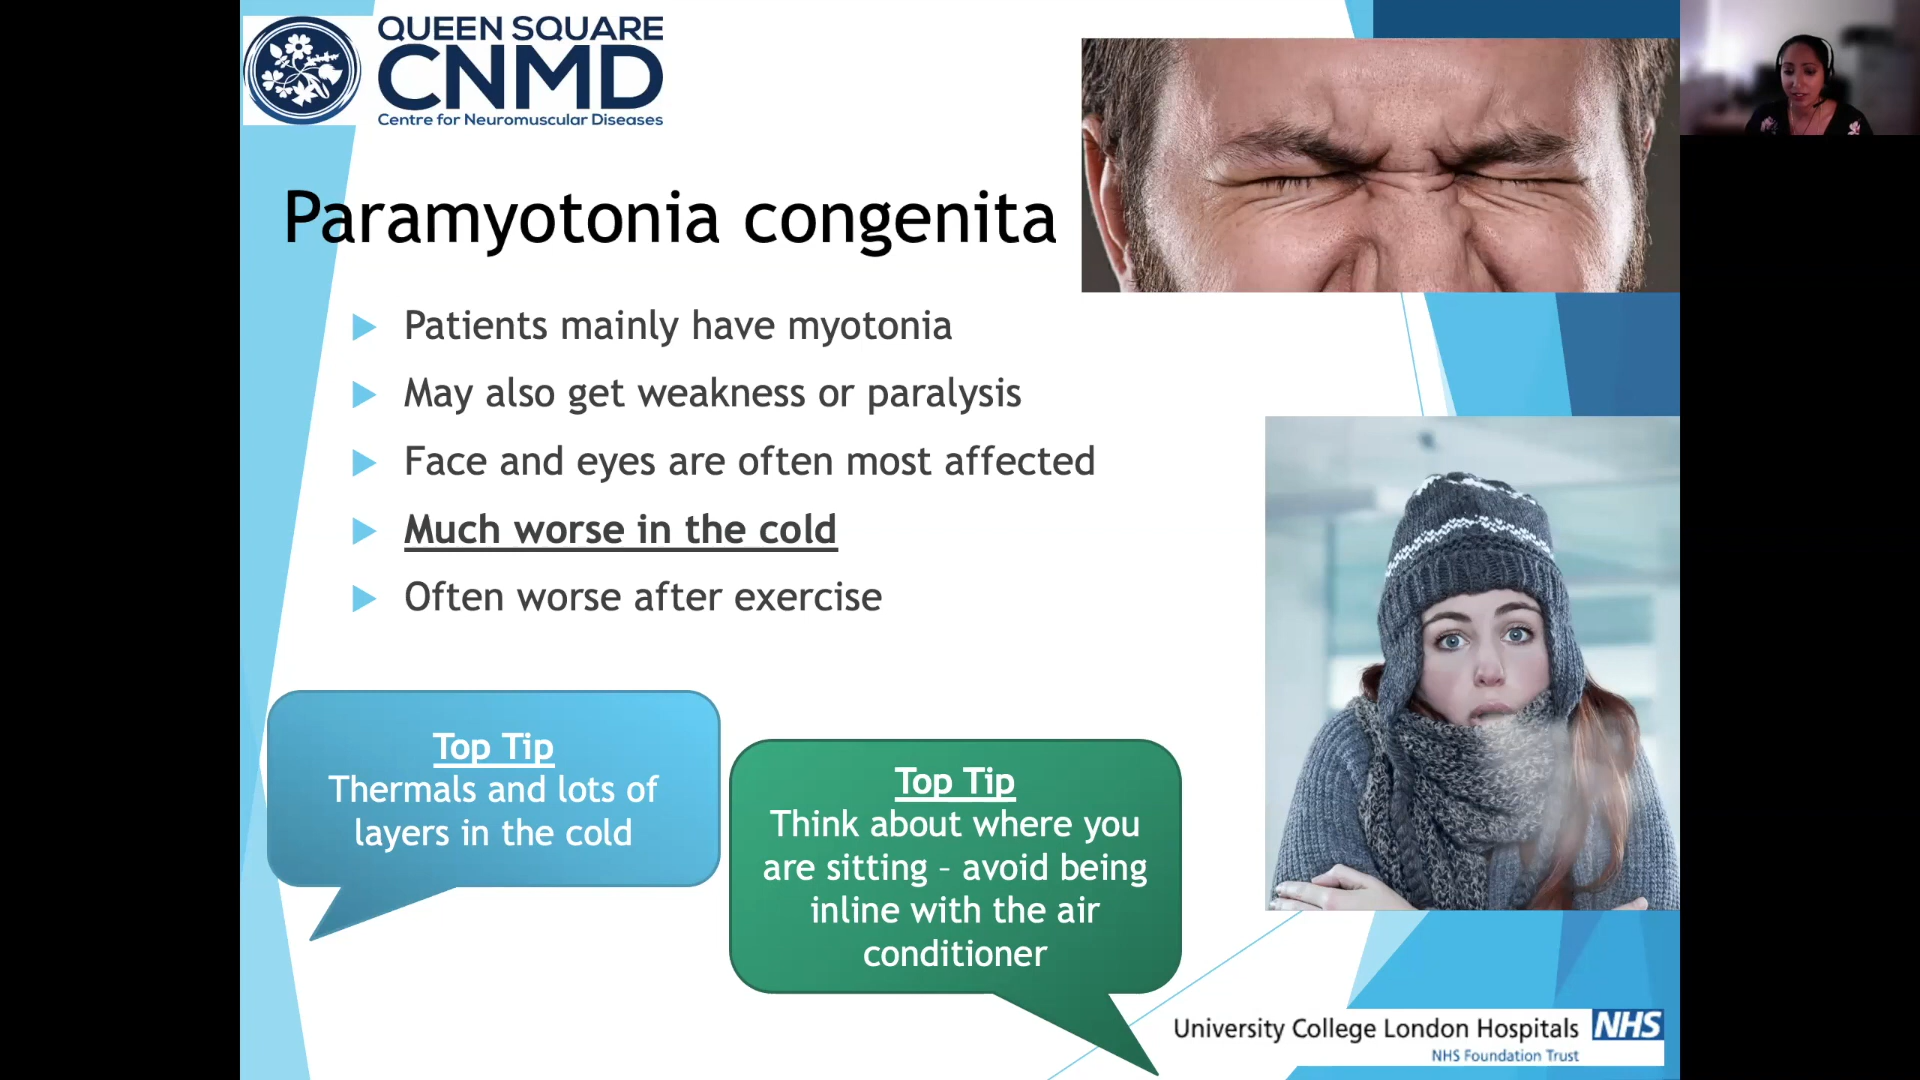 QUEEN SQUARE
CNMD
Centre for Neuromuscular Diseases
Paramyotonia congenita
Patients mainly have myotonia
May also get weakness or paralysis
Face and eyes are often most affected
Much worse in the cold
Often worse after exercise
Top Tip
Thermals and lots of
layers in the cold
Top Tip
Think about where you
are sitting – avoid being
inline with the air
conditioner
University College London Hospitals NHS
NHS Foundation Trust